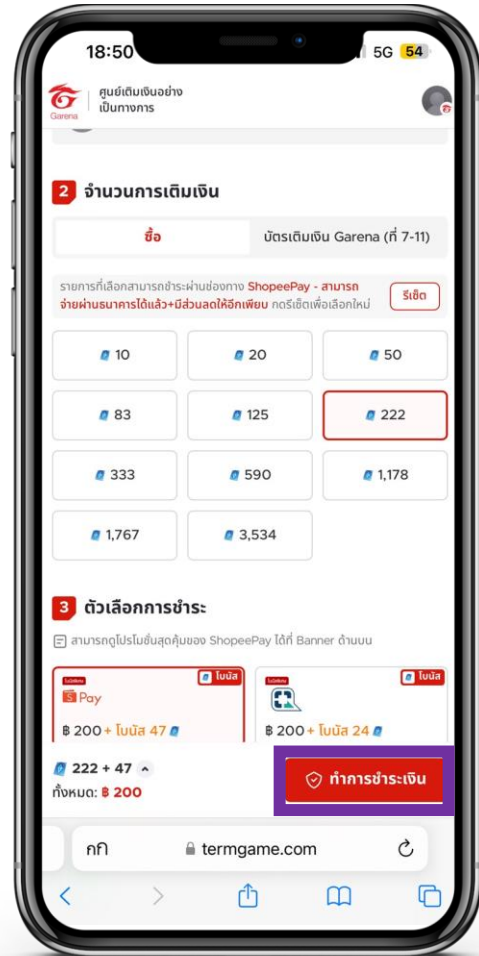 18:50
5G 54
Garena
ศูนย์เติมเงินอย่าง
เป็นทางการ
2 จำนวนการเติมเงิน
ซื้อ
บัตรเติมเงิน Garena (ที่ 7-11)
รายการที่เลือกสามารถชำระผ่านช่องทาง ShopeePay - สามารถ
จ่ายผ่านธนาคารได้แล้ว+มีส่วนลดให้อีกเพียบ กดรีเซ็ตเพื่อเลือกใหม่
รีเซ็ต
10
20
50
83
125
222
333
590
1,178
1,767
3,534
3 ตัวเลือกการชำระ
สามารถดูโปรโมชั่นสุดคุ้มของ ShopeePay ได้ที่ Banner ด้านบน
โบนัส
โบนัส
Pay
฿ 200 + โบนัส 47
฿ 200 + โบนัส 24
222 + 47
ทั้งหมด: ฿ 200
ทำการชำระเงิน
กกา
termgame.com